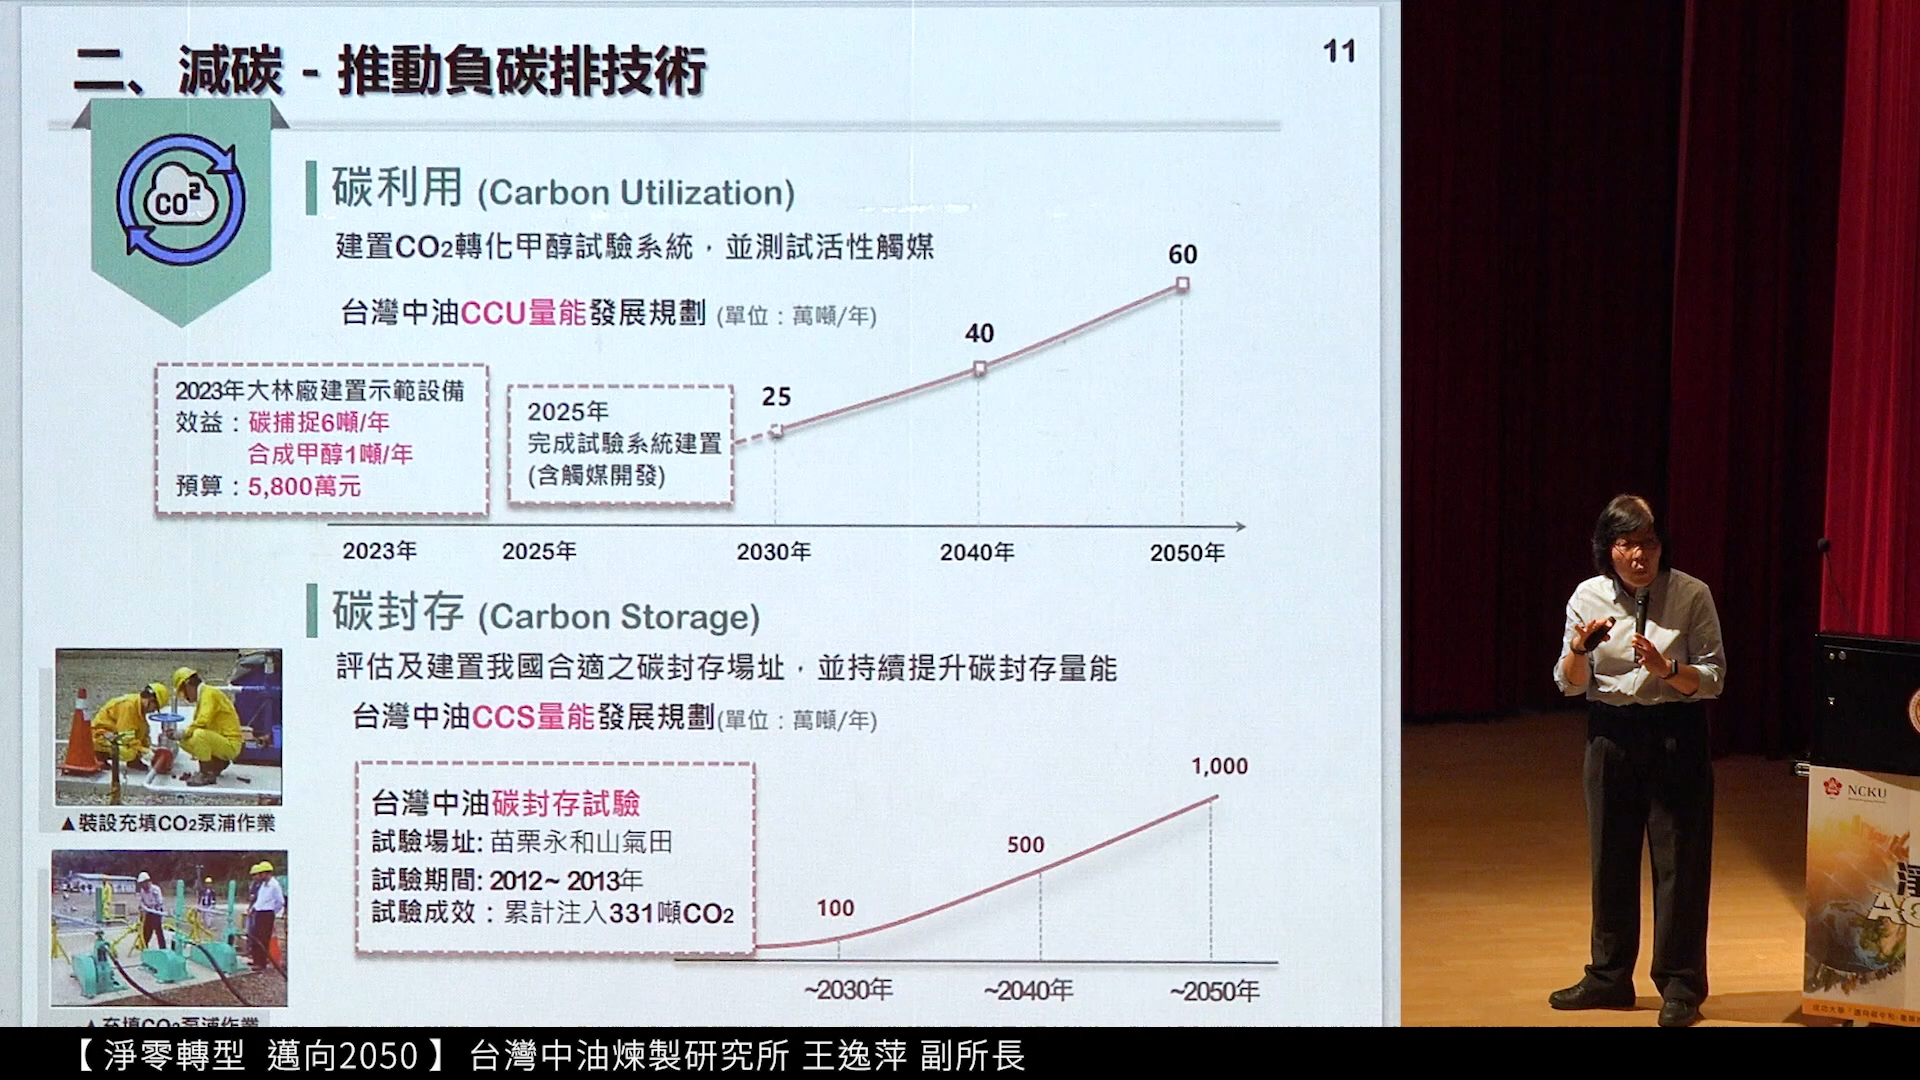 二、減碳 - 推動負碳排技術
11
CO2
碳利用 (Carbon Utilization)
建置CO2轉化甲醇試驗系統，並測試活性觸媒
台灣中油CCU量能發展規劃 (單位：萬噸/年)
2023年大林廠建置示範設備
效益：碳捕捉6噸/年
合成甲醇1噸/年
預算：5,800萬元
2025年
完成試驗系統建置
(含觸媒開發)
25
40
60
2023年
2025年
2030年
2040年
2050年
碳封存 (Carbon Storage)
評估及建置我國合適之碳封存場址，並持續提升碳封存量能
台灣中油CCS量能發展規劃(單位：萬噸/年)
▲裝設充填CO2泵浦作業
▲充填CO2泵浦作業
台灣中油碳封存試驗
試驗場址: 苗栗永和山氣田
試驗期間: 2012~ 2013年
試驗成效：累計注入331噸CO2
100
500
1,000
~2030年
~2040年
~2050年
NCKU
【 淨零轉型 邁向2050 】 台灣中油煉製研究所 王逸萍 副所長